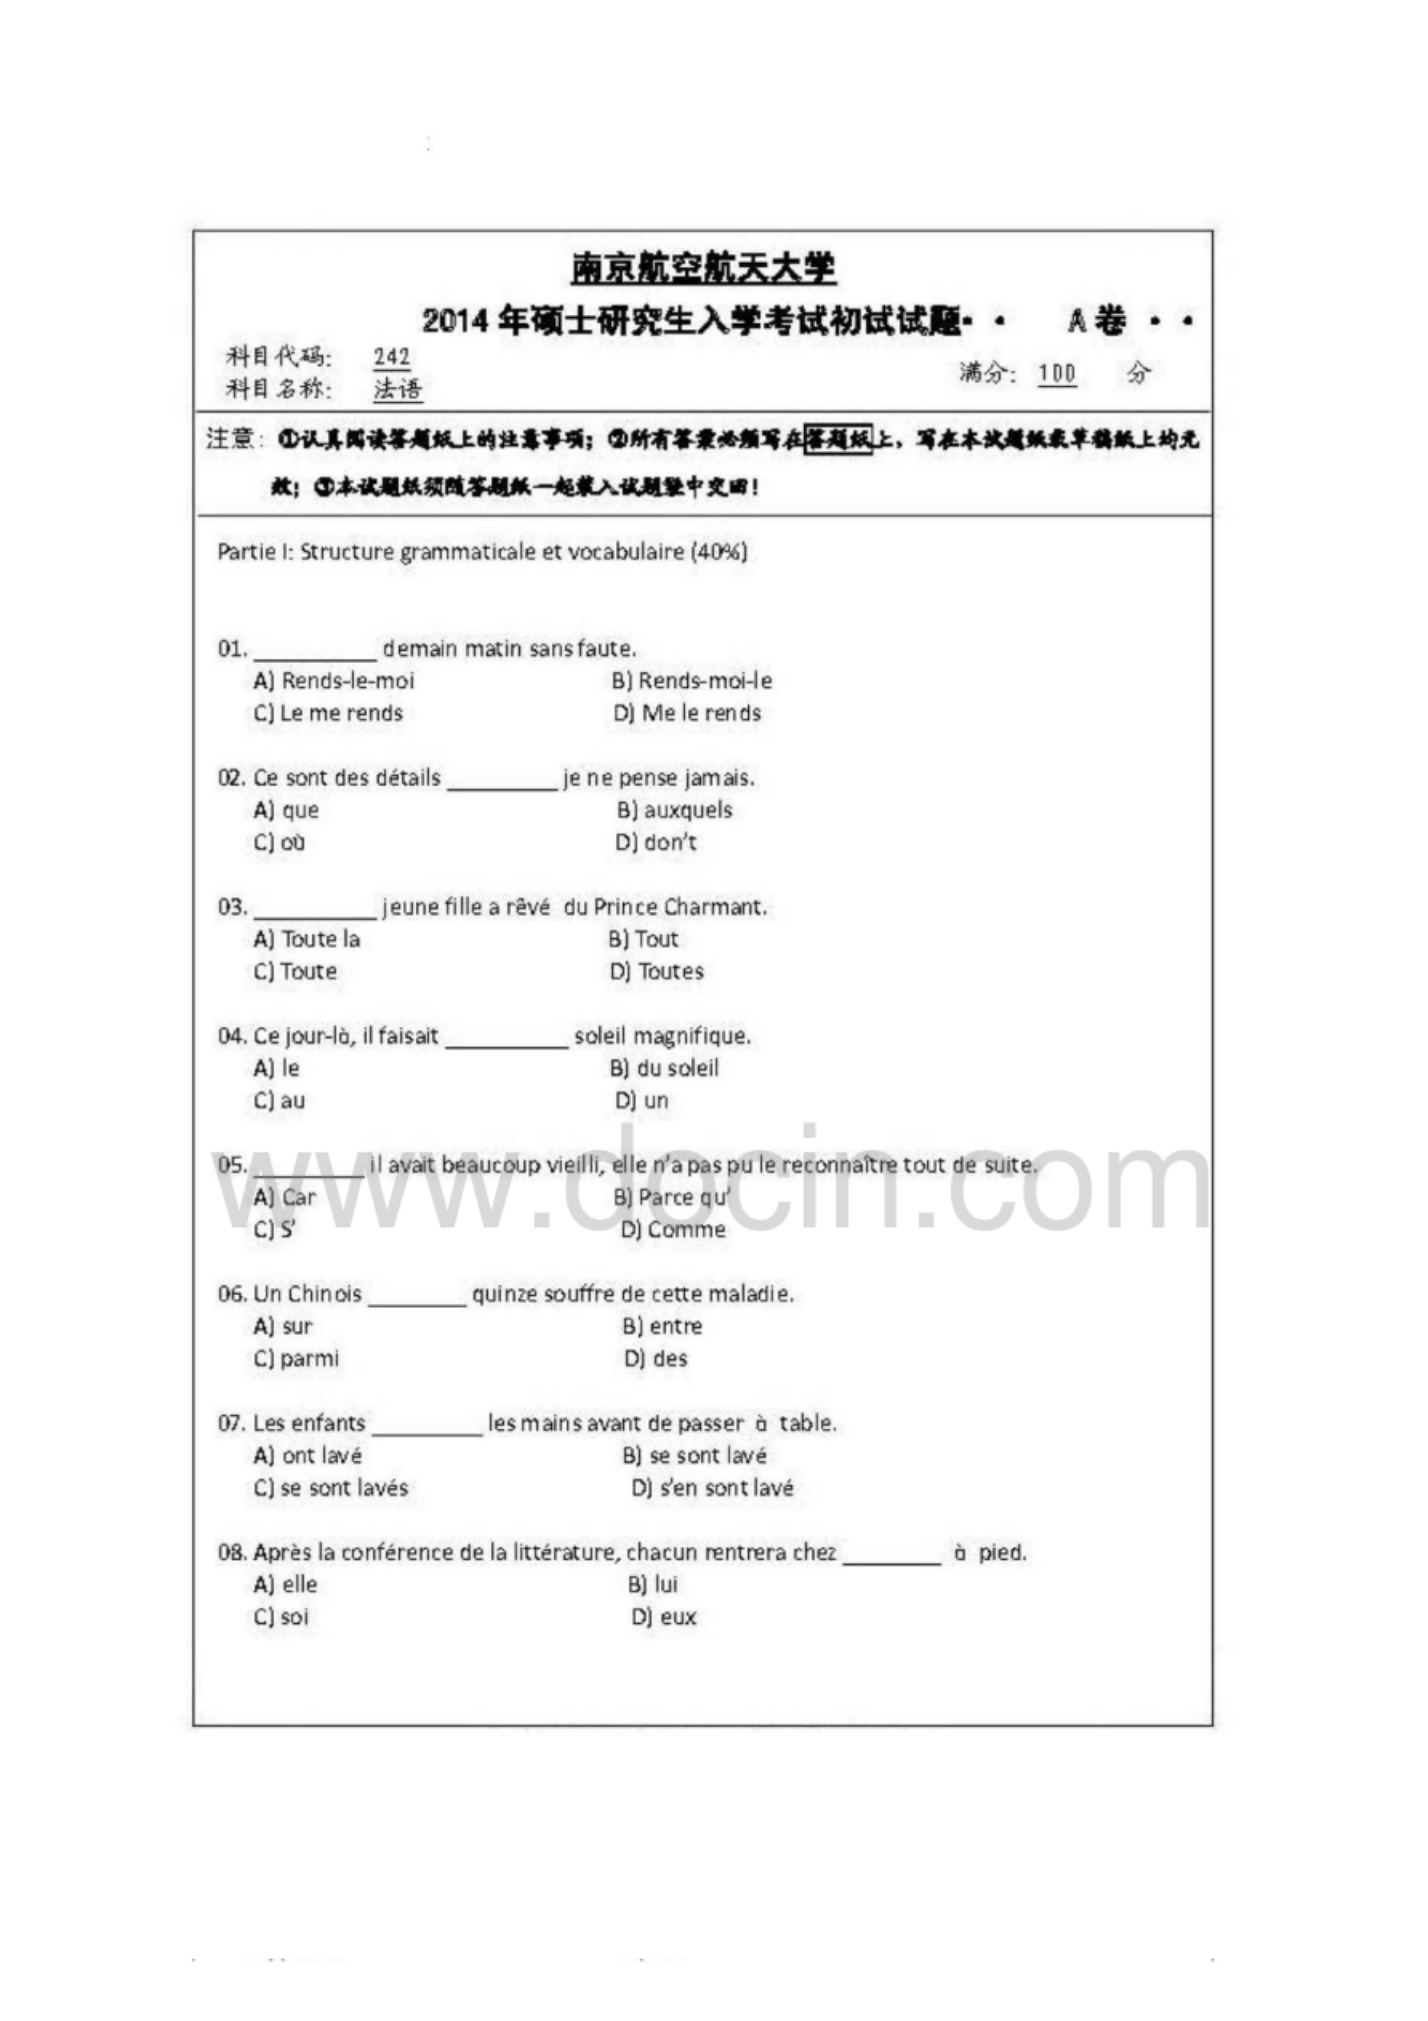 南京航空航天大学
2014 年硕士研究生入学考试初试试题·· A 卷 ··
科目代码: 242
满分: 100 分
科目名称: 法语
注意: ①认真阅读答题纸上的注意事项; ②所有答案必须写在答题纸上, 写在本试题纸或草稿纸上均无
效; ③本试题纸须随答题纸一起装入试题袋中交回!
Partie I: Structure grammaticale et vocabulaire (40%)
01. __________ demain matin sans faute.
A) Rends-le-moi B) Rends-moi-le
C) Le me rends D) Me le rends
02. Ce sont des détails _________ je ne pense jamais.
A) que B) auxquels
C) où D) don't
03. __________ jeune fille a rêvé du Prince Charmant.
A) Toute la B) Tout
C) Toute D) Toutes
04. Ce jour-là, il faisait __________ soleil magnifique.
A) le B) du soleil
C) au D) un
05. _________ il avait beaucoup vieilli, elle n'a pas pu le reconnaître tout de suite.
A) Car B) Parce qu'
C) S' D) Comme
www.docin.com
06. Un Chinois ________ quinze souffre de cette maladie.
A) sur B) entre
C) parmi D) des
07. Les enfants _________ les mains avant de passer à table.
A) ont lavé B) se sont lavé
C) se sont lavés D) s'en sont lavé
08. Après la conférence de la littérature, chacun rentrera chez ________ à pied.
A) elle B) lui
C) soi D) eux